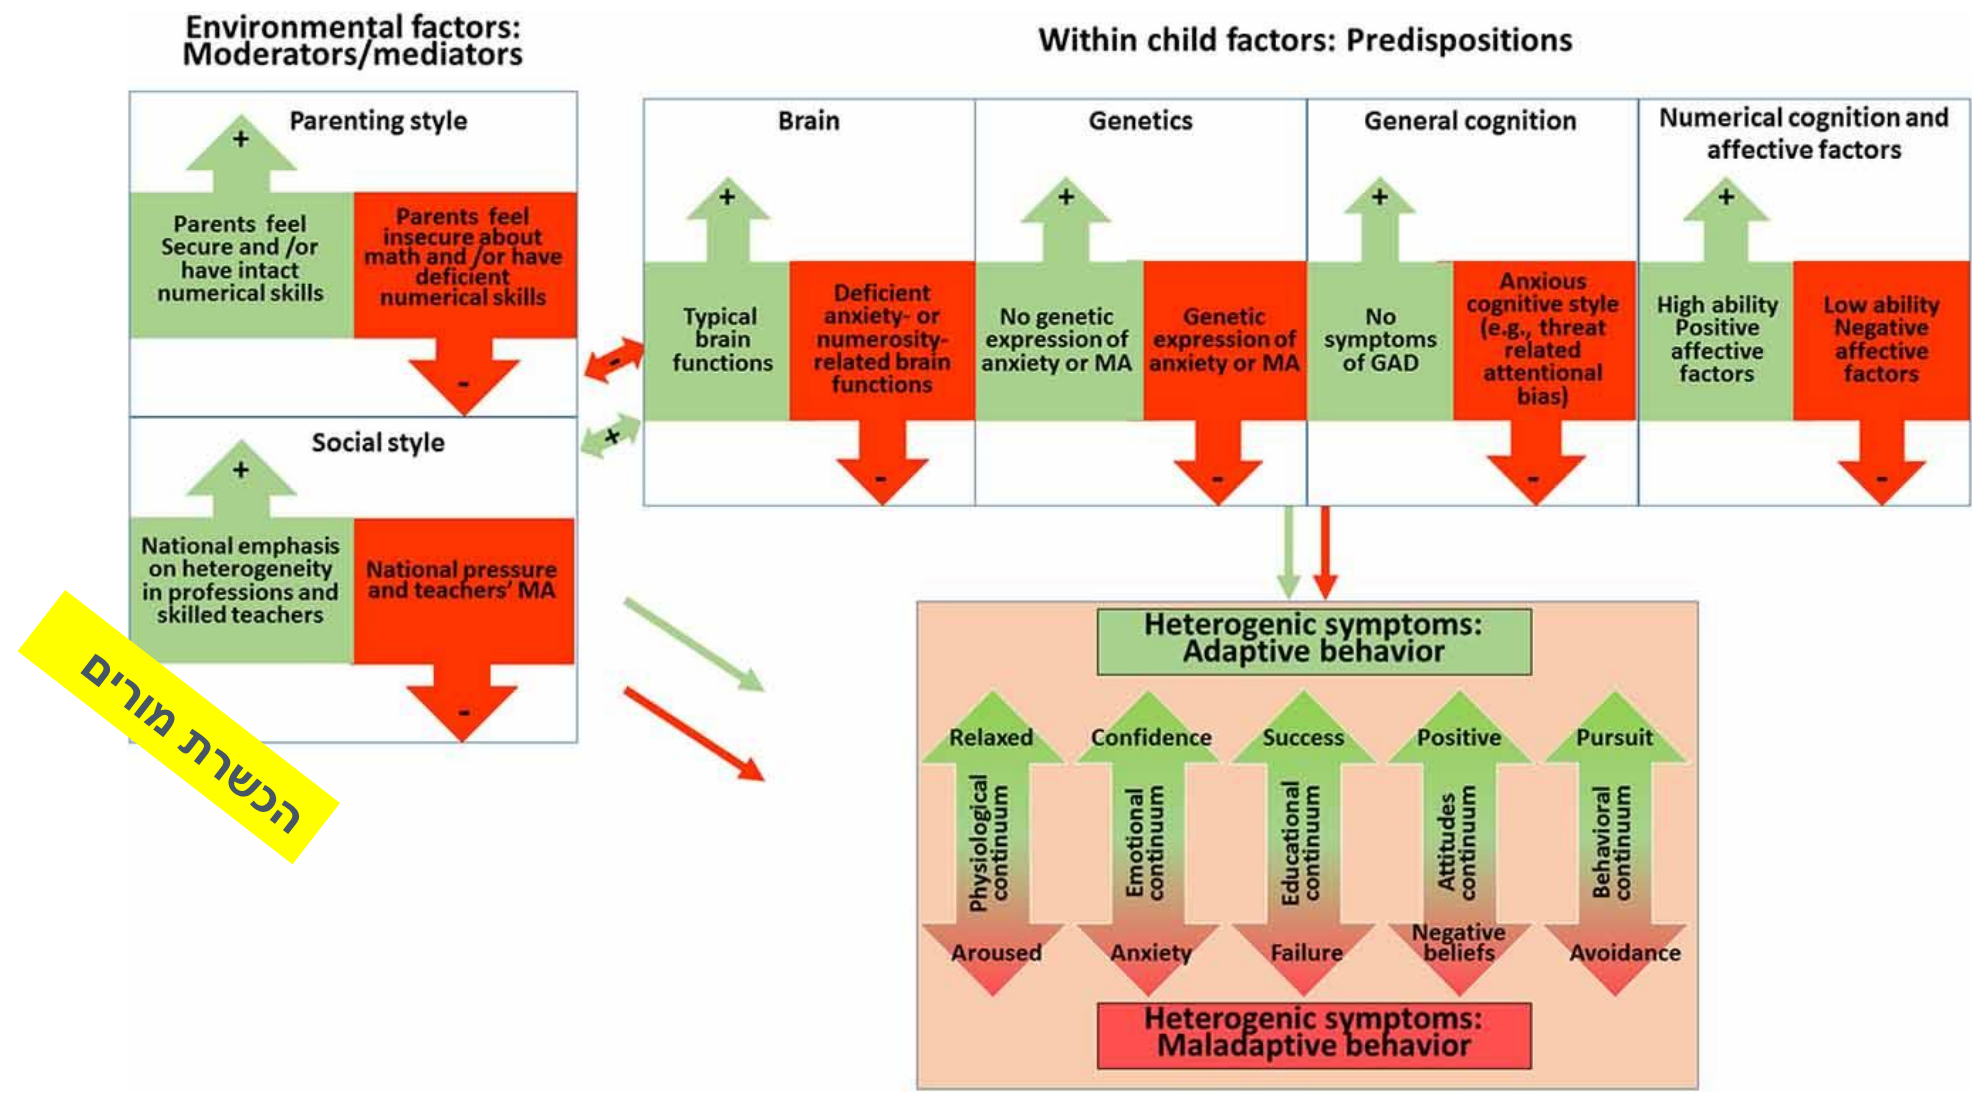 Environmental factors:
Moderators/mediators
Parenting style
+
Parents feel
Secure and /or
have intact
numerical skills
Parents feel
insecure about
math and /or have
deficient
numerical skills
-
Social style
+
National emphasis
on heterogeneity
in professions and
skilled teachers
National pressure
and teachers’ MA
-
הכשרת מורים
-
+
Within child factors: Predispositions
Brain
+
Typical
brain
functions
Deficient
anxiety- or
numerosity-
related brain
functions
-
Genetics
+
No genetic
expression of
anxiety or MA
Genetic
expression of
anxiety or MA
-
General cognition
+
No
symptoms
of GAD
Anxious
cognitive style
(e.g., threat
related
attentional
bias)
-
Numerical cognition and
affective factors
+
High ability
Positive
affective
factors
Low ability
Negative
affective
factors
-
Heterogenic symptoms:
Adaptive behavior
Relaxed
Physiological
continuum
Aroused
Confidence
Emotional
continuum
Anxiety
Success
Educational
continuum
Failure
Positive
Attitudes
continuum
Negative
beliefs
Pursuit
Behavioral
continuum
Avoidance
Heterogenic symptoms:
Maladaptive behavior